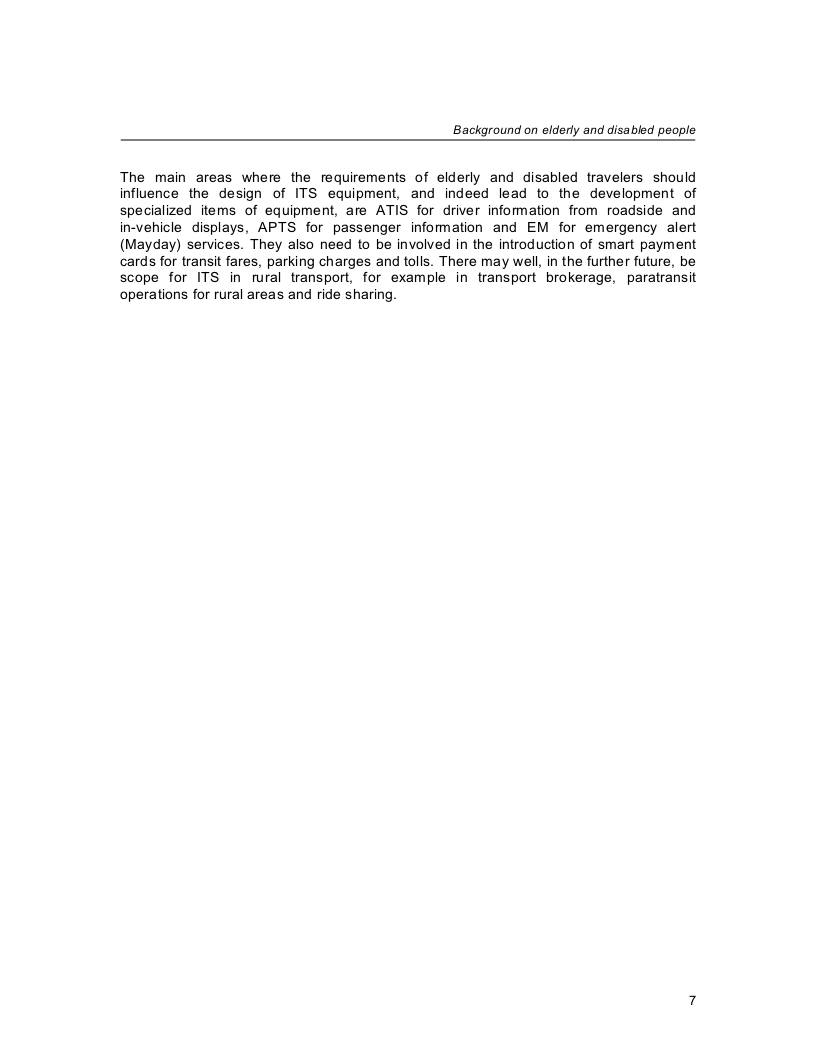 Background on elderly and disabled people
The main areas where the requirements of elderly and disabled travelers should
influence the design of ITS equipment, and indeed lead to the development of
specialized items of equipment, are ATIS for driver information from roadside and
in-vehicle displays, APTS for passenger information and EM for emergency alert
(Mayday) services. They also need to be involved in the introduction of smart payment
cards for transit fares, parking charges and tolls. There may well, in the further future, be
scope for ITS in rural transport, for example in transport brokerage, paratransit
operations for rural areas and ride sharing.
7